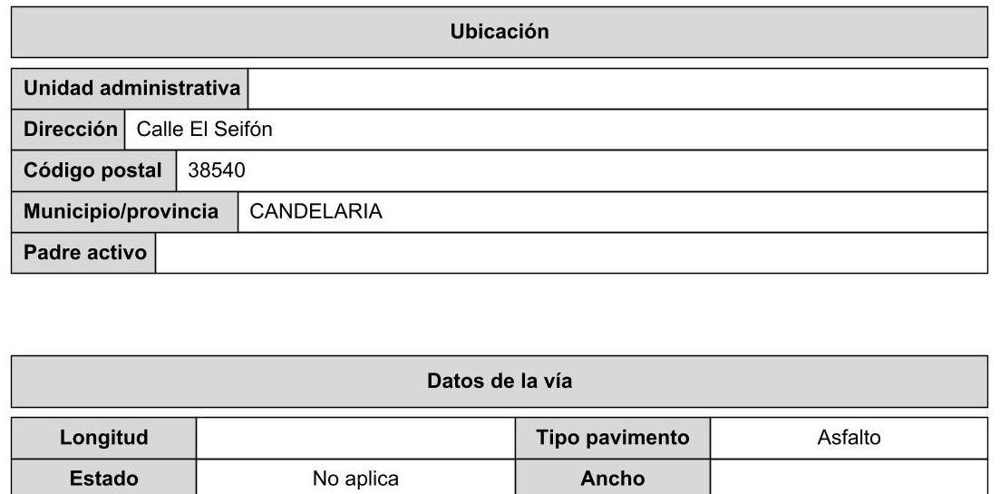 Ubicación
Unidad administrativa
Dirección Calle El Seifón
Código postal 38540
Municipio/provincia CANDELARIA
Padre activo
Datos de la vía
Longitud Tipo pavimento Asfalto
Estado No aplica Ancho